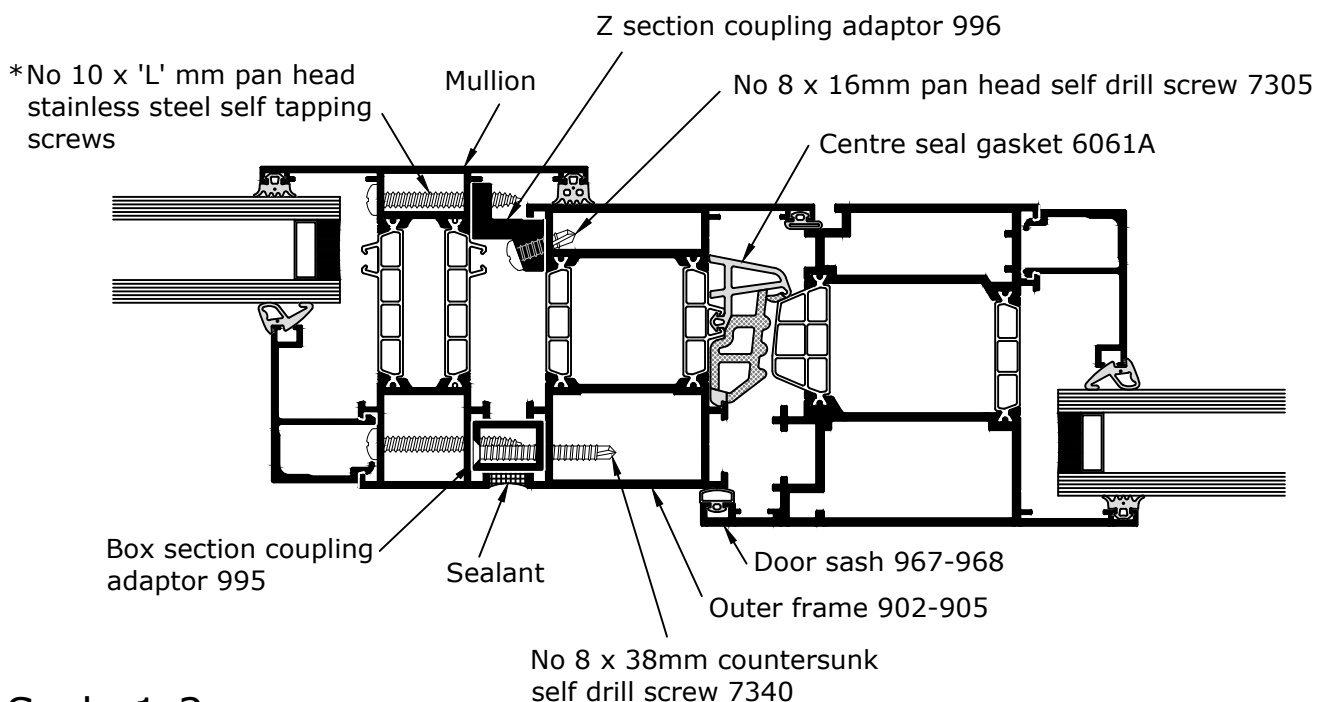 Z section coupling adaptor 996
*No 10 x 'L' mm pan head
stainless steel self tapping
screws
Mullion
No 8 x 16mm pan head self drill screw 7305
Centre seal gasket 6061A
Box section coupling
adaptor 995
Sealant
Door sash 967-968
Outer frame 902-905
No 8 x 38mm countersunk
self drill screw 7340